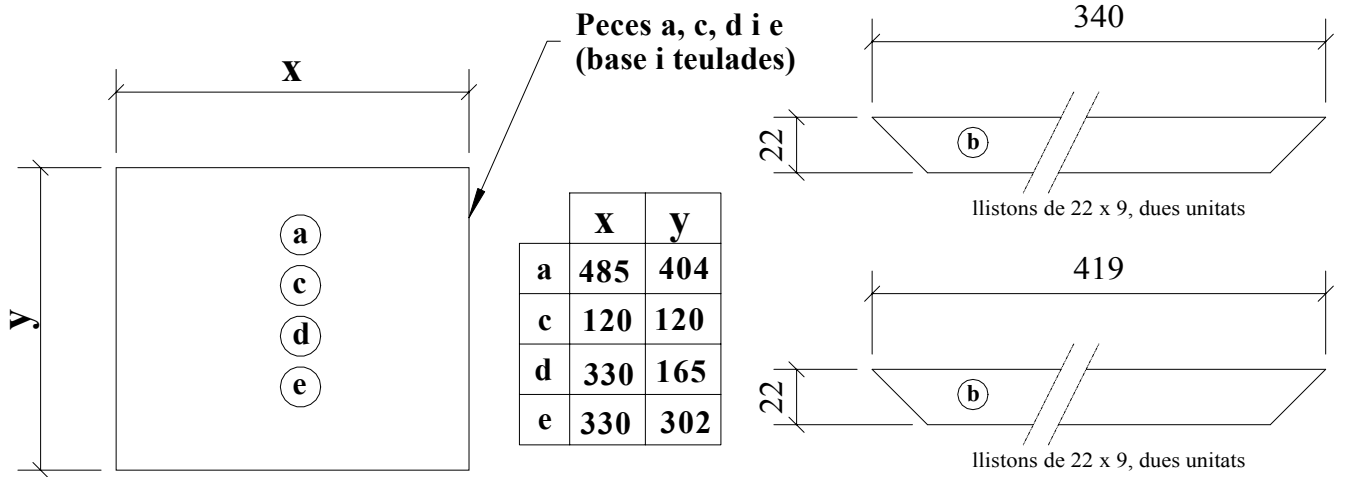 Peces a, c, d i e
(base i teulades)
x
y
a
c
d
e
x y
a 485 404
c 120 120
d 330 165
e 330 302
340
22
b
llistons de 22 x 9, dues unitats
419
22
b
llistons de 22 x 9, dues unitats